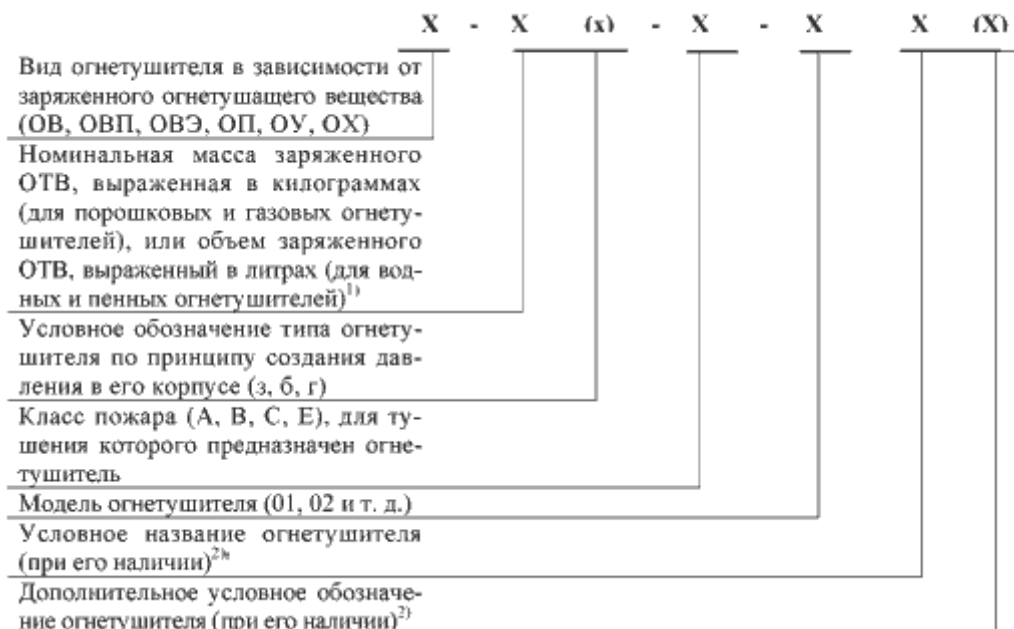 X - X (х) - X - X X (X)
Вид огнетушителя в зависимости от
заряженного огнетушащего вещества
(ОВ, ОВП, ОВЭ, ОП, ОУ, ОХ)
Номинальная масса заряженного
ОТВ, выраженная в килограммах
(для порошковых и газовых огнету-
шителей), или объем заряженного
ОТВ, выраженный в литрах (для вод-
ных и пенных огнетушителей)¹⁾
Условное обозначение типа огнету-
шителя по принципу создания дав-
ления в его корпусе (з, б, г)
Класс пожара (А, В, С, Е), для ту-
шения которого предназначен огне-
тушитель
Модель огнетушителя (01, 02 и т. д.)
Условное название огнетушителя
(при его наличии)²⁾
Дополнительное условное обозначе-
ние огнетушителя (при его наличии)²⁾